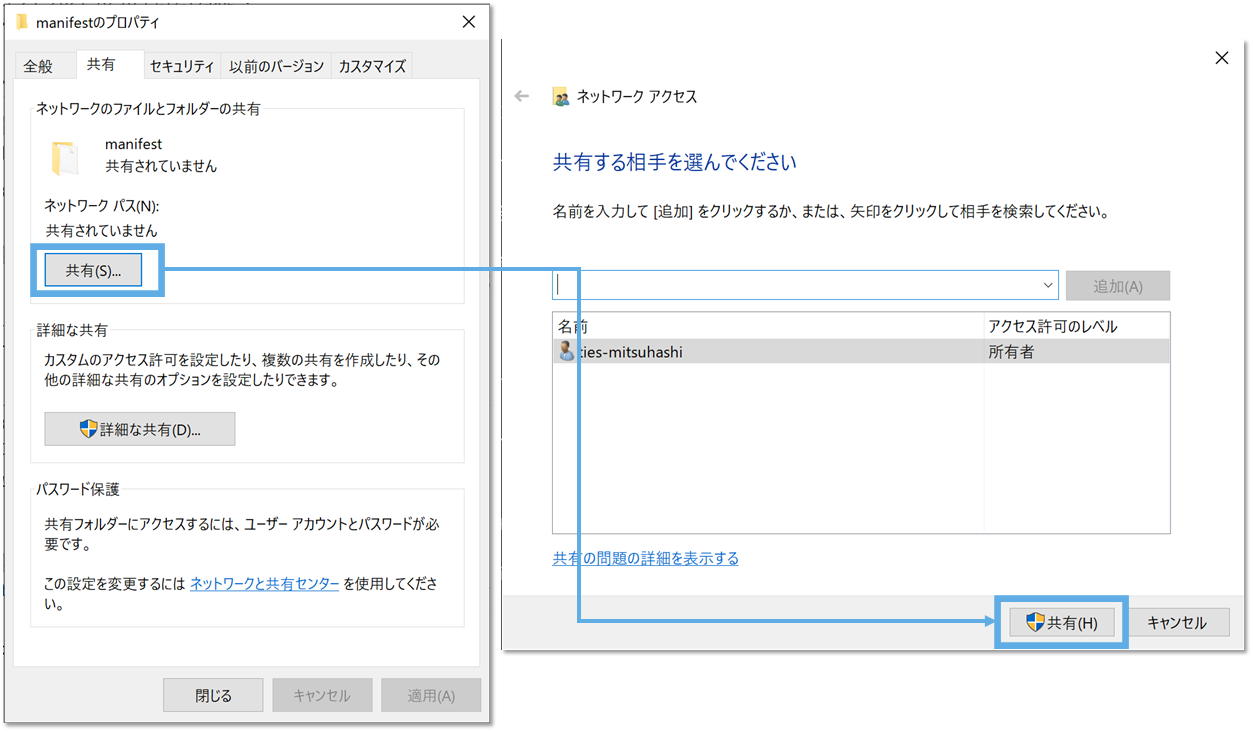 manifestのプロパティ
全般
共有
セキュリティ
以前のバージョン
カスタマイズ
ネットワークのファイルとフォルダーの共有
manifest
共有されていません
ネットワーク パス(N):
共有されていません
共有(S)...
詳細な共有
カスタムのアクセス許可を設定したり、複数の共有を作成したり、その
他の詳細な共有のオプションを設定したりできます。
詳細な共有(D)...
パスワード保護
共有フォルダーにアクセスするには、ユーザー アカウントとパスワードが必
要です。
この設定を変更するには ネットワークと共有センター を使用してくださ
い。
閉じる
キャンセル
適用(A)
ネットワーク アクセス
共有する相手を選んでください
名前を入力して [追加] をクリックするか、または、矢印をクリックして相手を検索してください。
追加(A)
名前
アクセス許可のレベル
ties-mitsuhashi
所有者
共有の問題の詳細を表示する
共有(H)
キャンセル